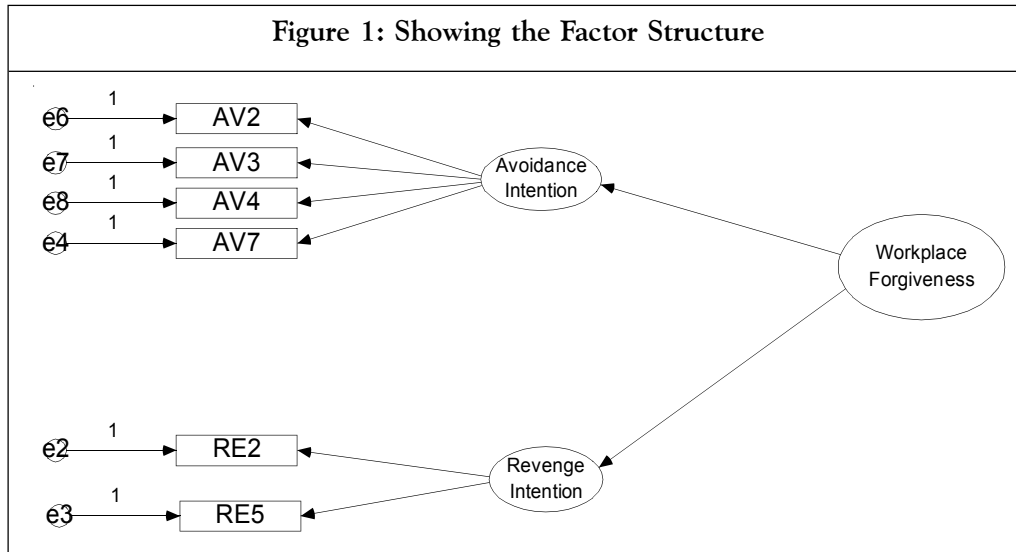 Figure 1: Showing the Factor Structure
e6 1 AV2
e7 1 AV3
e8 1 AV4
e4 1 AV7
Avoidance
Intention
Workplace
Forgiveness
e2 1 RE2
e3 1 RE5
Revenge
Intention